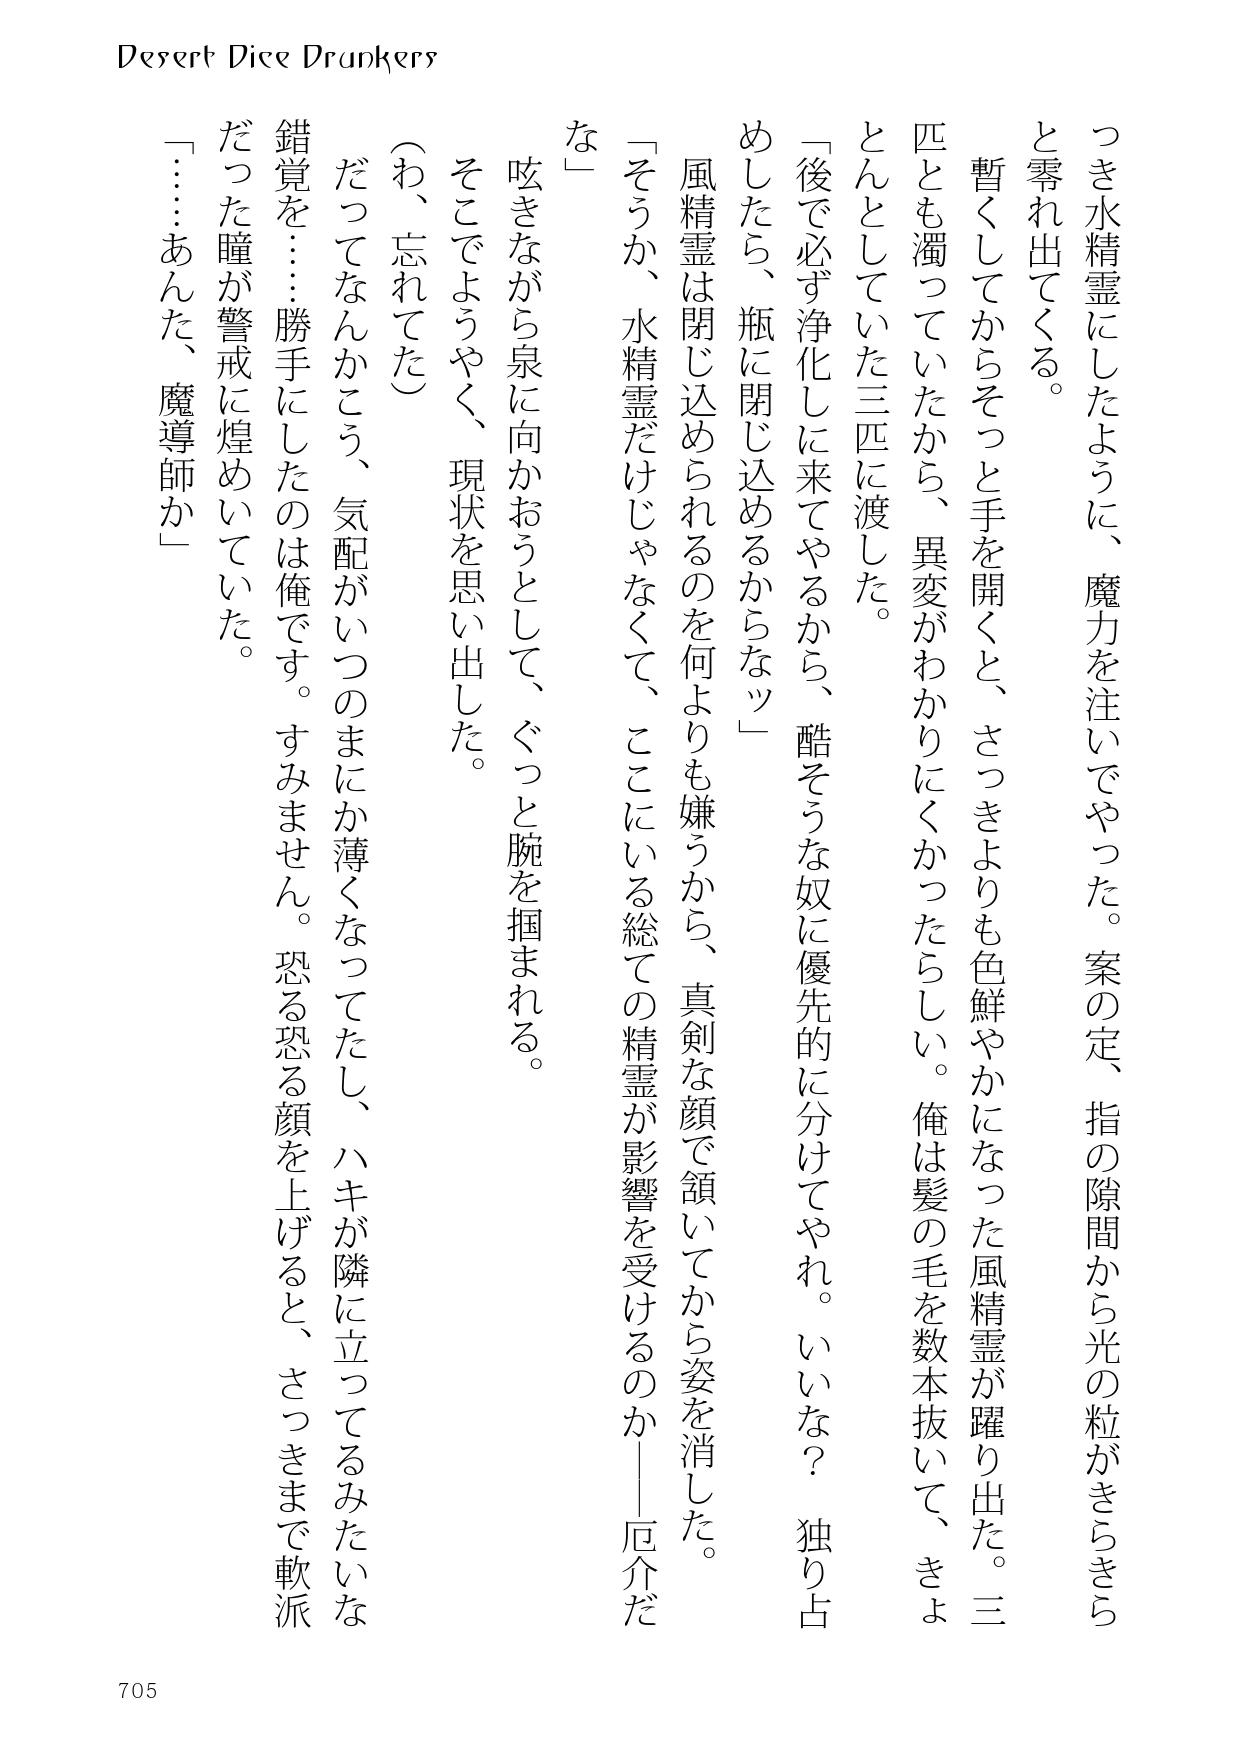 Desert Dice Drunkers
つき水精霊にしたように、魔力を注いでやった。案の定、指の隙間から光の粒がきらきら
と零れ出てくる。
　暫くしてからそっと手を開くと、さっきよりも色鮮やかになった風精霊が躍り出た。三
匹とも濁っていたから、異変がわかりにくかったらしい。俺は髪の毛を数本抜いて、きょ
とんとしていた三匹に渡した。
「後で必ず浄化しに来てやるから、酷そうな奴に優先的に分けてやれ。いいな？　独り占
めしたら、瓶に閉じ込めるからなッ」
　風精霊は閉じ込められるのを何よりも嫌うから、真剣な顔で頷いてから姿を消した。
「そうか、水精霊だけじゃなくて、ここにいる総ての精霊が影響を受けるのか――厄介だ
な」
　呟きながら泉に向かおうとして、ぐっと腕を掴まれる。
　そこでようやく、現状を思い出した。
（わ、忘れてた）
　だってなんかこう、気配がいつのまにか薄くなってたし、ハキが隣に立ってるみたいな
錯覚を……勝手にしたのは俺です。すみません。恐る恐る顔を上げると、さっきまで軟派
だった瞳が警戒に煌めいていた。
「……あんた、魔導師か」
705